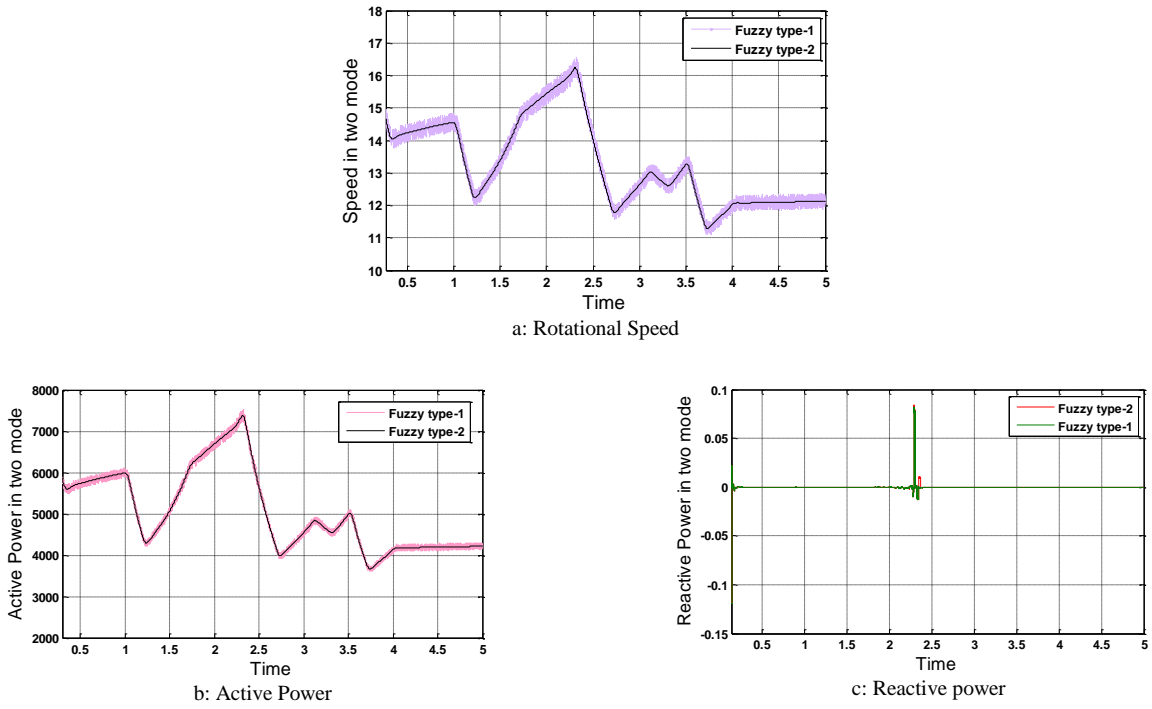 18
17
16
15
14
13
12
11
10
Speed in two mode
Fuzzy type-1
Fuzzy type-2
0.5 1 1.5 2 2.5 3 3.5 4 4.5 5
Time
a: Rotational Speed
8000
7000
6000
5000
4000
3000
2000
Active Power in two mode
Fuzzy type-1
Fuzzy type-2
0.5 1 1.5 2 2.5 3 3.5 4 4.5 5
Time
b: Active Power
0.1
0.05
0
-0.05
-0.1
-0.15
Reactive Power in two mode
Fuzzy type-2
Fuzzy type-1
0.5 1 1.5 2 2.5 3 3.5 4 4.5 5
Time
c: Reactive power